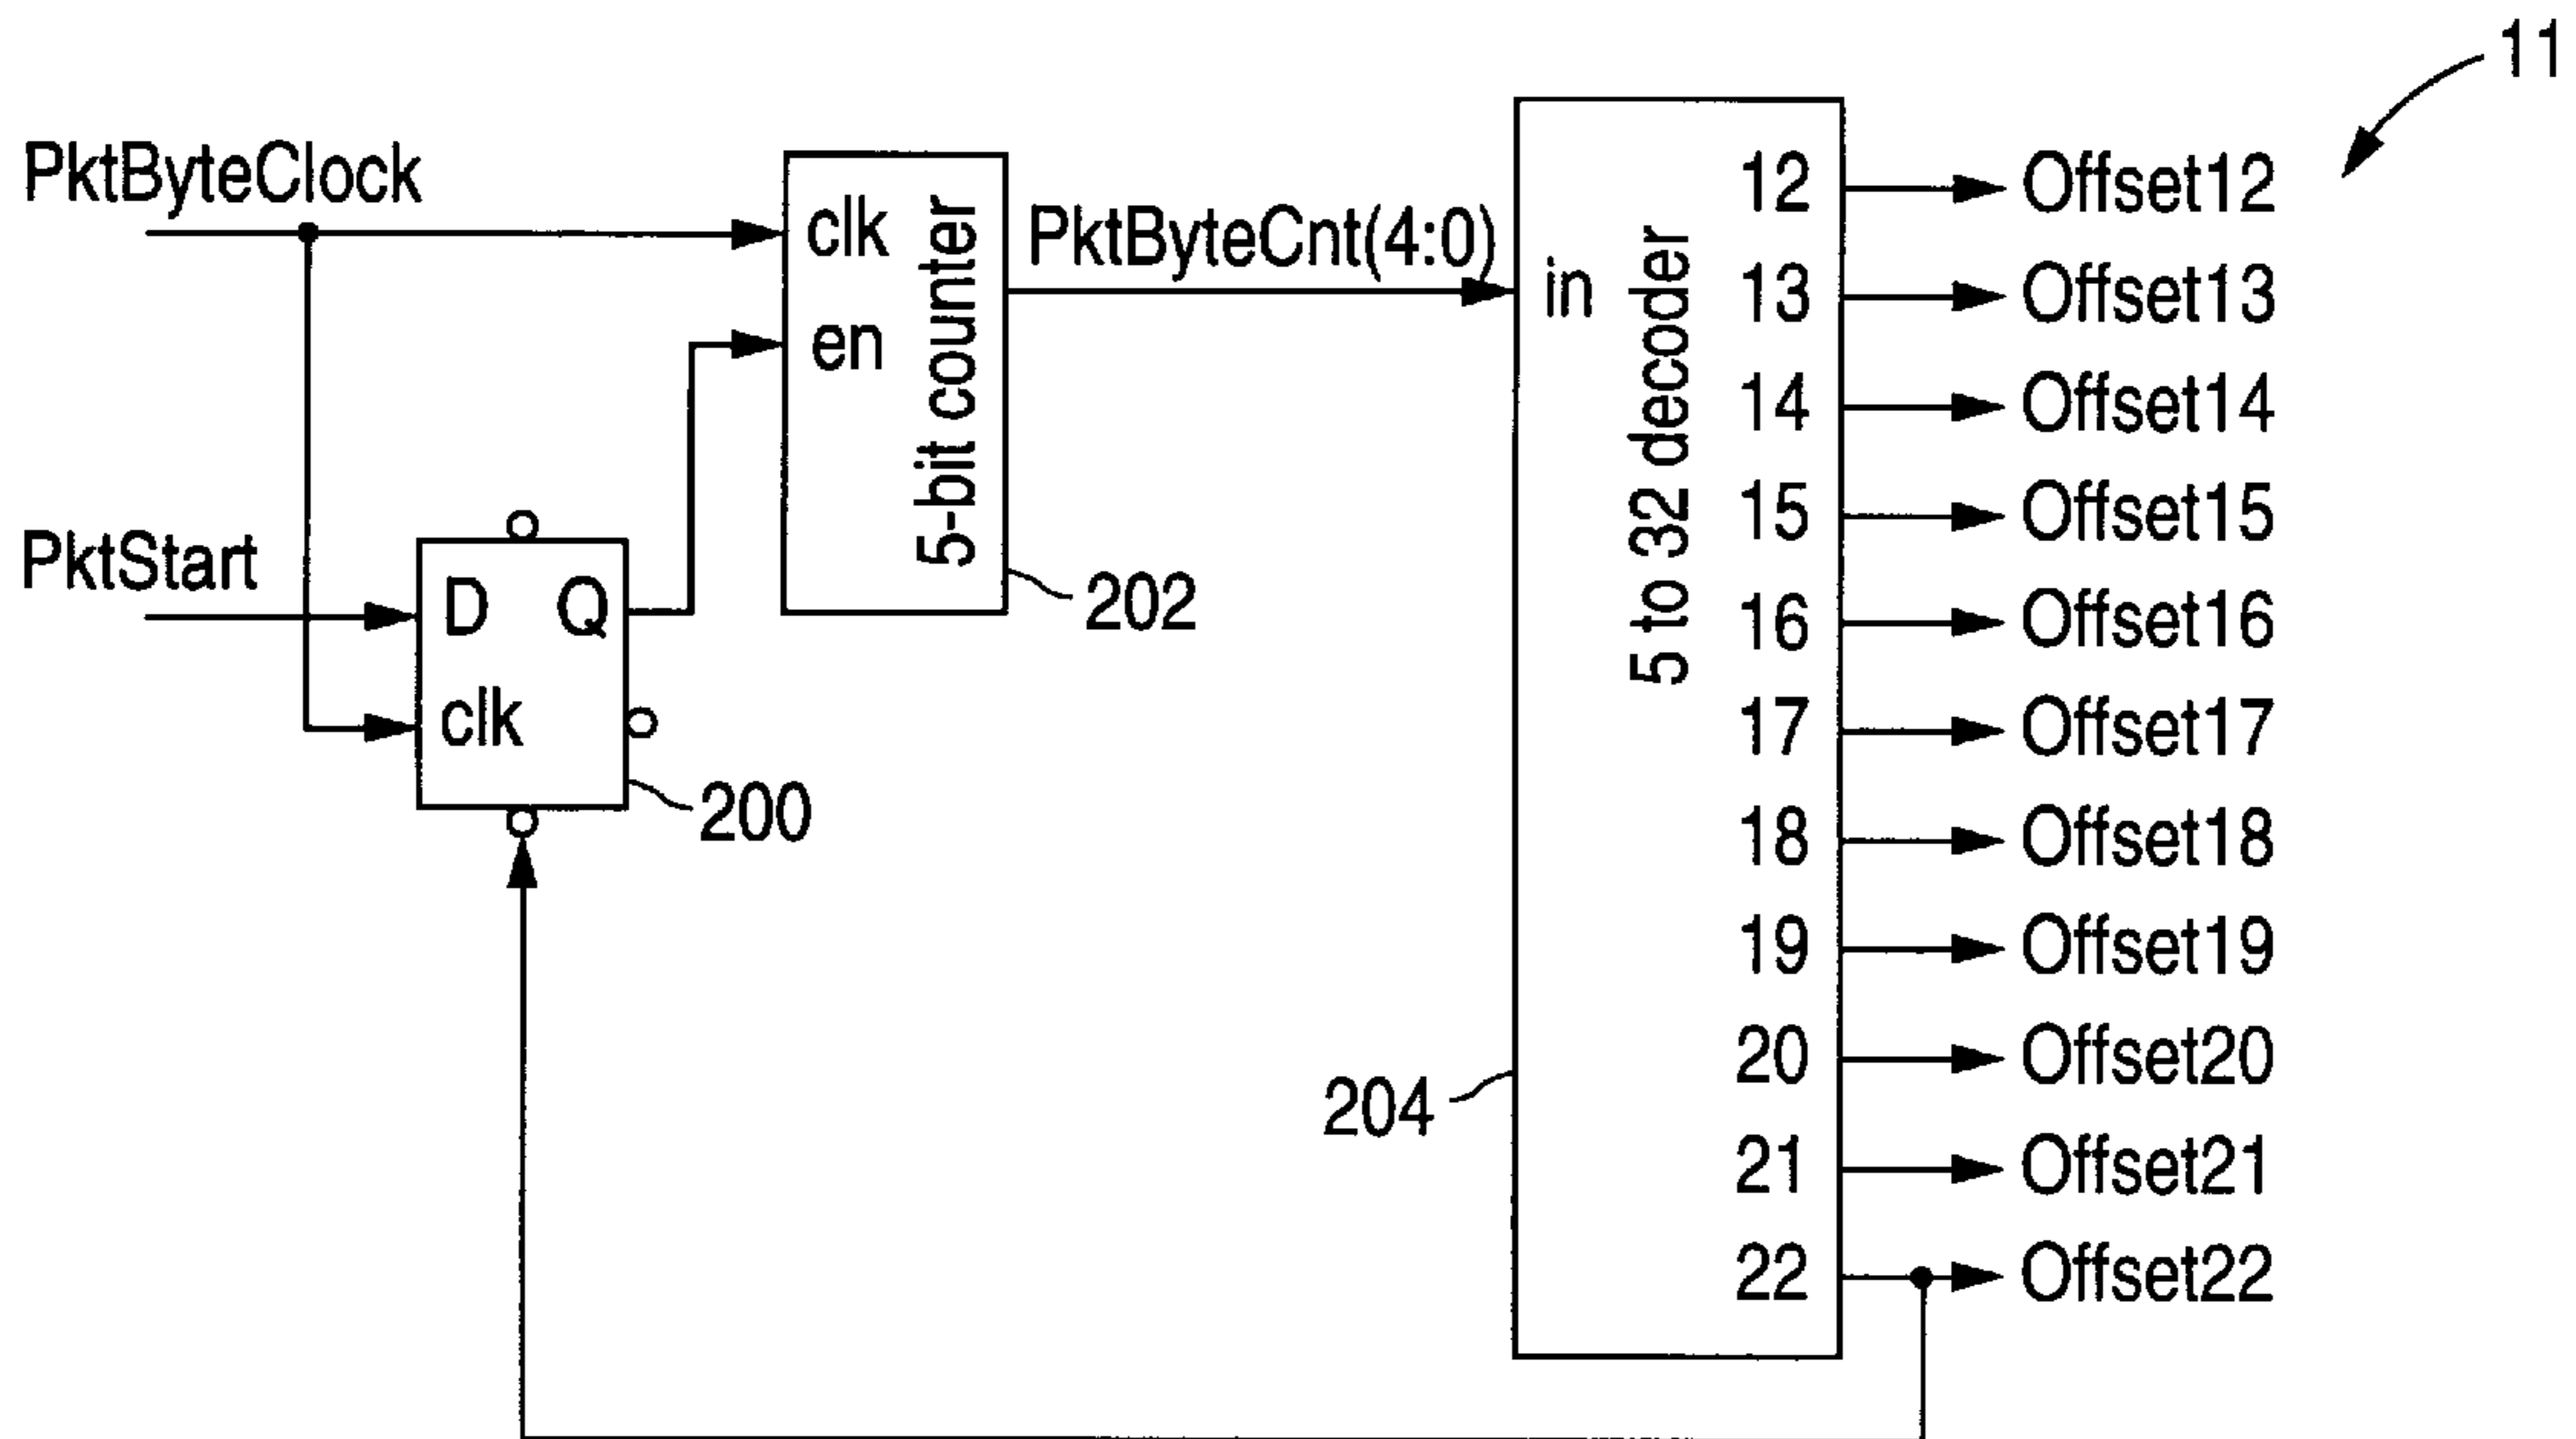 11
PktByteClock
PktStart
D Q
clk
200
clk
en
5-bit counter
202
PktByteCnt(4:0)
in
5 to 32 decoder
204
12 Offset12
13 Offset13
14 Offset14
15 Offset15
16 Offset16
17 Offset17
18 Offset18
19 Offset19
20 Offset20
21 Offset21
22 Offset22